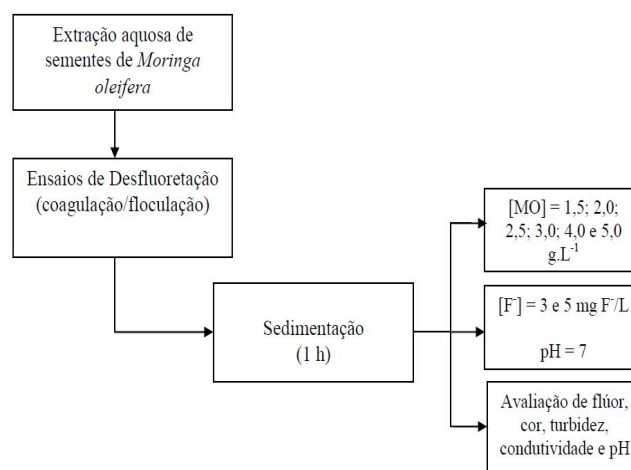 Extração aquosa de
sementes de Moringa
oleifera
Ensaios de Desfluoretação
(coagulação/floculação)
Sedimentação
(1 h)
[MO] = 1,5; 2,0;
2,5; 3,0; 4,0 e 5,0
g.L⁻¹
[F⁻] = 3 e 5 mg F⁻/L
pH = 7
Avaliação de flúor,
cor, turbidez,
condutividade e pH